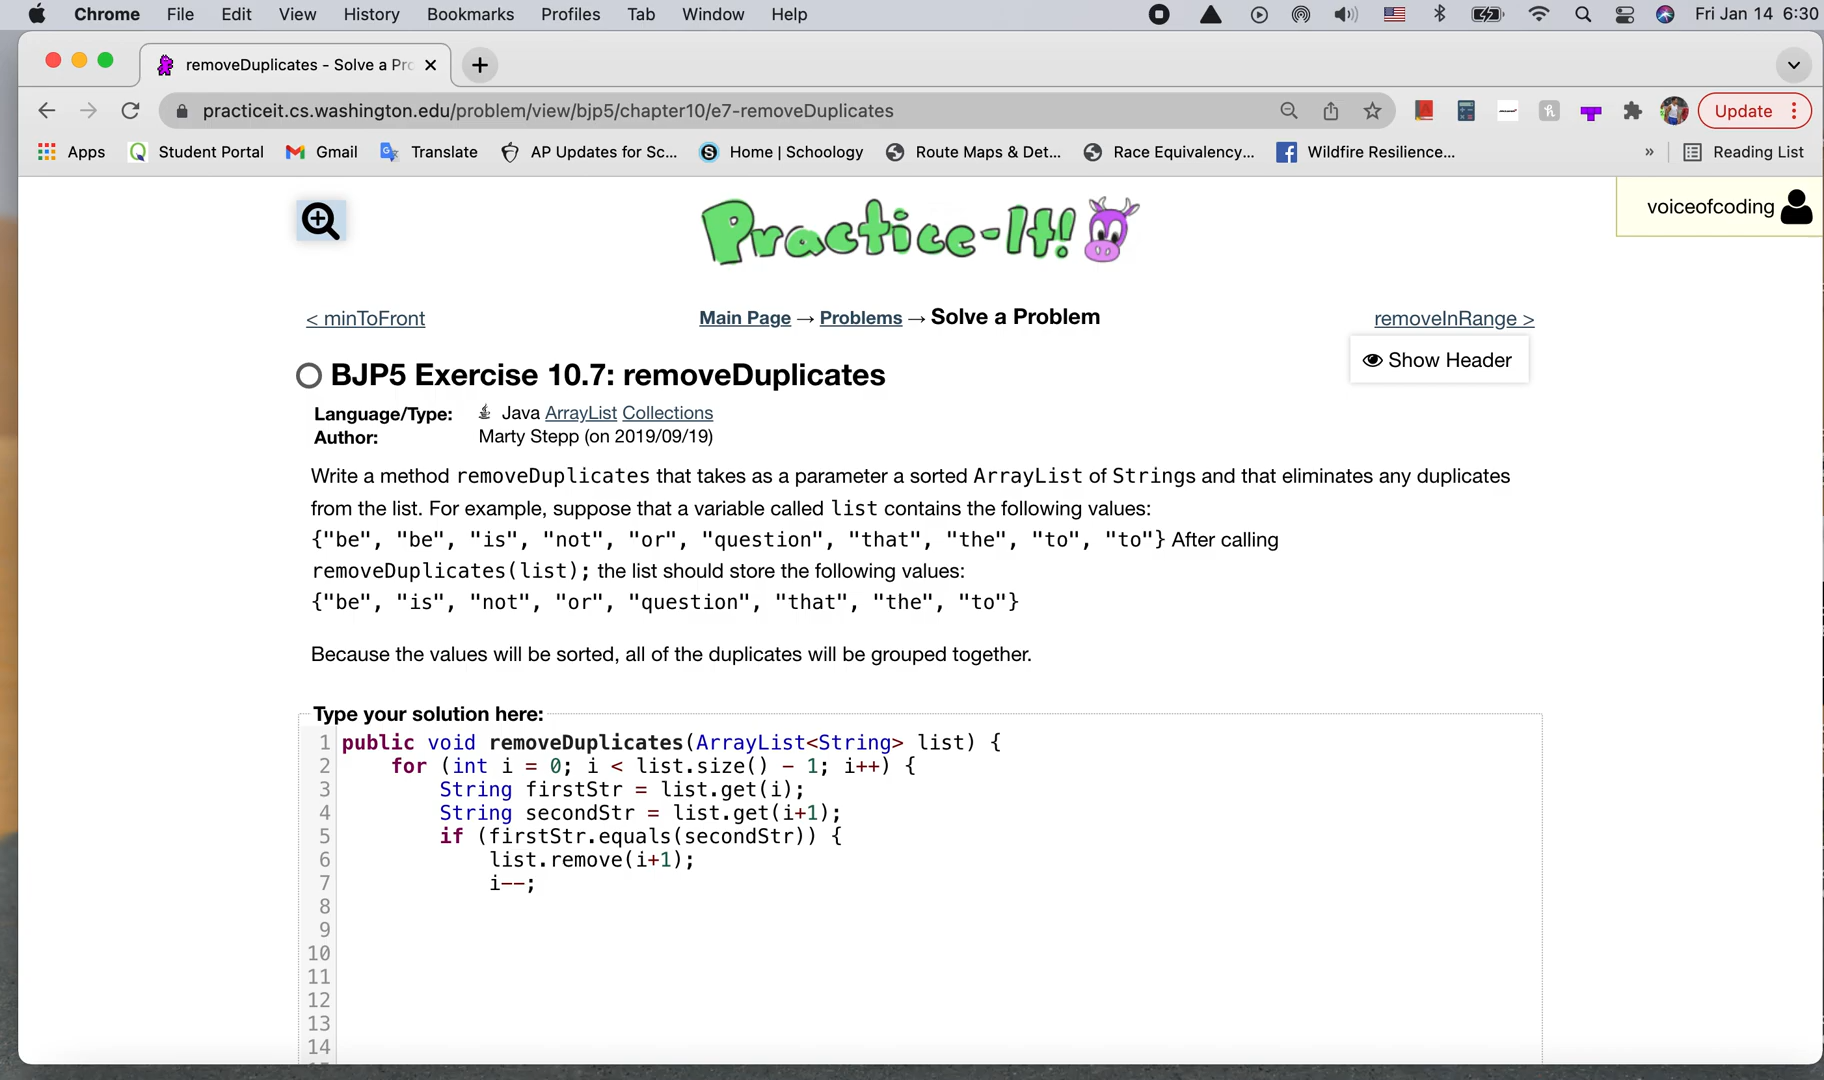 Chrome File Edit View History Bookmarks Profiles Tab Window Help Fri Jan 14 6:30
removeDuplicates - Solve a Pro
practiceit.cs.washington.edu/problem/view/bjp5/chapter10/e7-removeDuplicates Update
Apps Student Portal Gmail Translate AP Updates for Sc... Home | Schoology Route Maps & Det... Race Equivalency... Wildfire Resilience... » Reading List
Practice-It!
voiceofcoding
< minToFront Main Page → Problems → Solve a Problem removeInRange >
Show Header
BJP5 Exercise 10.7: removeDuplicates
Language/Type: Java ArrayList Collections
Author: Marty Stepp (on 2019/09/19)
Write a method removeDuplicates that takes as a parameter a sorted ArrayList of Strings and that eliminates any duplicates
from the list. For example, suppose that a variable called list contains the following values:
{"be", "be", "is", "not", "or", "question", "that", "the", "to", "to"} After calling
removeDuplicates(list); the list should store the following values:
{"be", "is", "not", "or", "question", "that", "the", "to"}
Because the values will be sorted, all of the duplicates will be grouped together.
Type your solution here:
1 public void removeDuplicates(ArrayList<String> list) {
2 for (int i = 0; i < list.size() - 1; i++) {
3 String firstStr = list.get(i);
4 String secondStr = list.get(i+1);
5 if (firstStr.equals(secondStr)) {
6 list.remove(i+1);
7 i--;
8
9
10
11
12
13
14